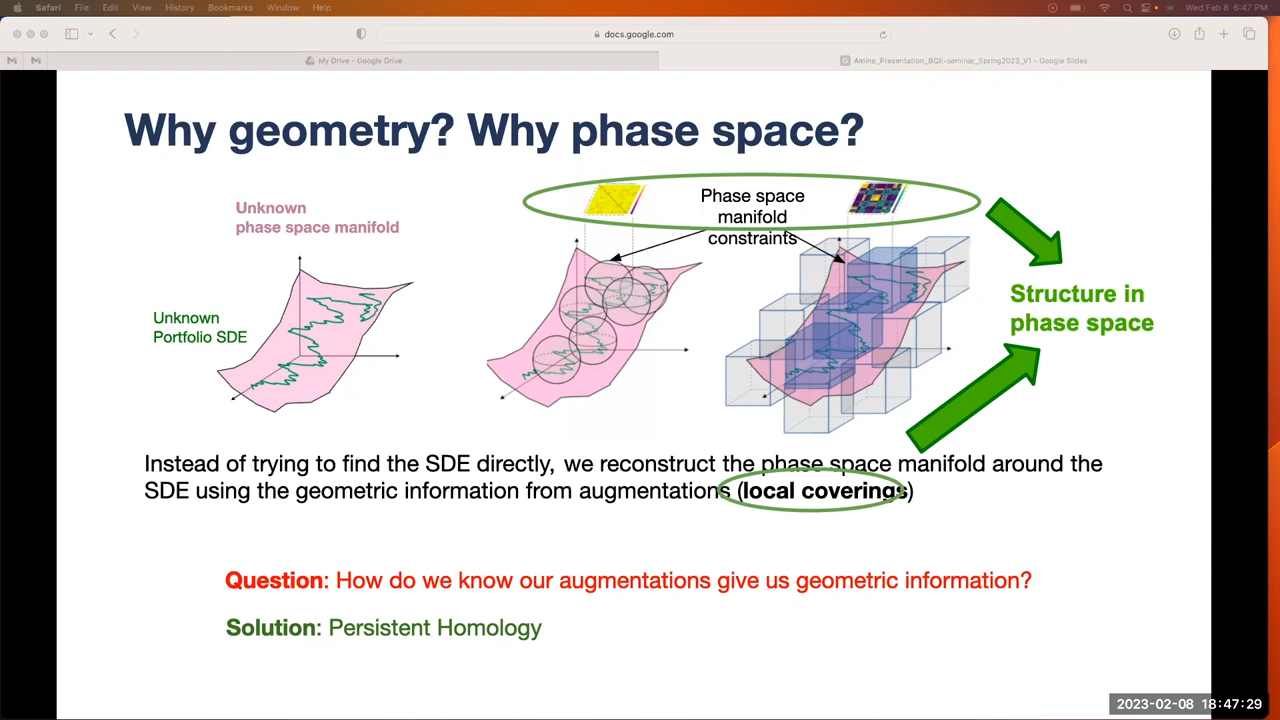 Safari File Edit View History Bookmarks Window Help
Wed Feb 8 6:47 PM
docs.google.com
My Drive - Google Drive
Amine_Presentation_BQE-seminar_Spring2023_V1 - Google Slides
Why geometry? Why phase space?
Unknown
phase space manifold
Unknown
Portfolio SDE
Phase space
manifold
constraints
Structure in
phase space
Instead of trying to find the SDE directly, we reconstruct the phase space manifold around the
SDE using the geometric information from augmentations (local coverings)
Question: How do we know our augmentations give us geometric information?
Solution: Persistent Homology
2023-02-08 18:47:29